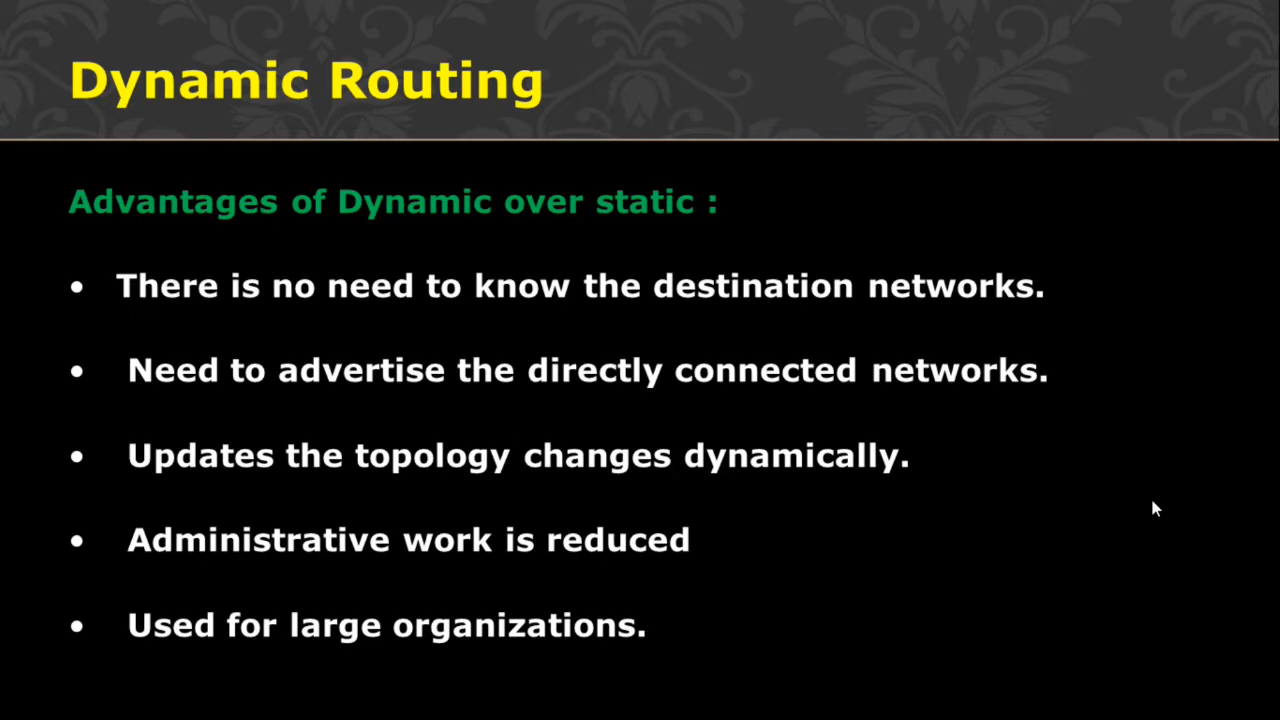 Dynamic Routing
Advantages of Dynamic over static :
• There is no need to know the destination networks.
• Need to advertise the directly connected networks.
• Updates the topology changes dynamically.
• Administrative work is reduced
• Used for large organizations.